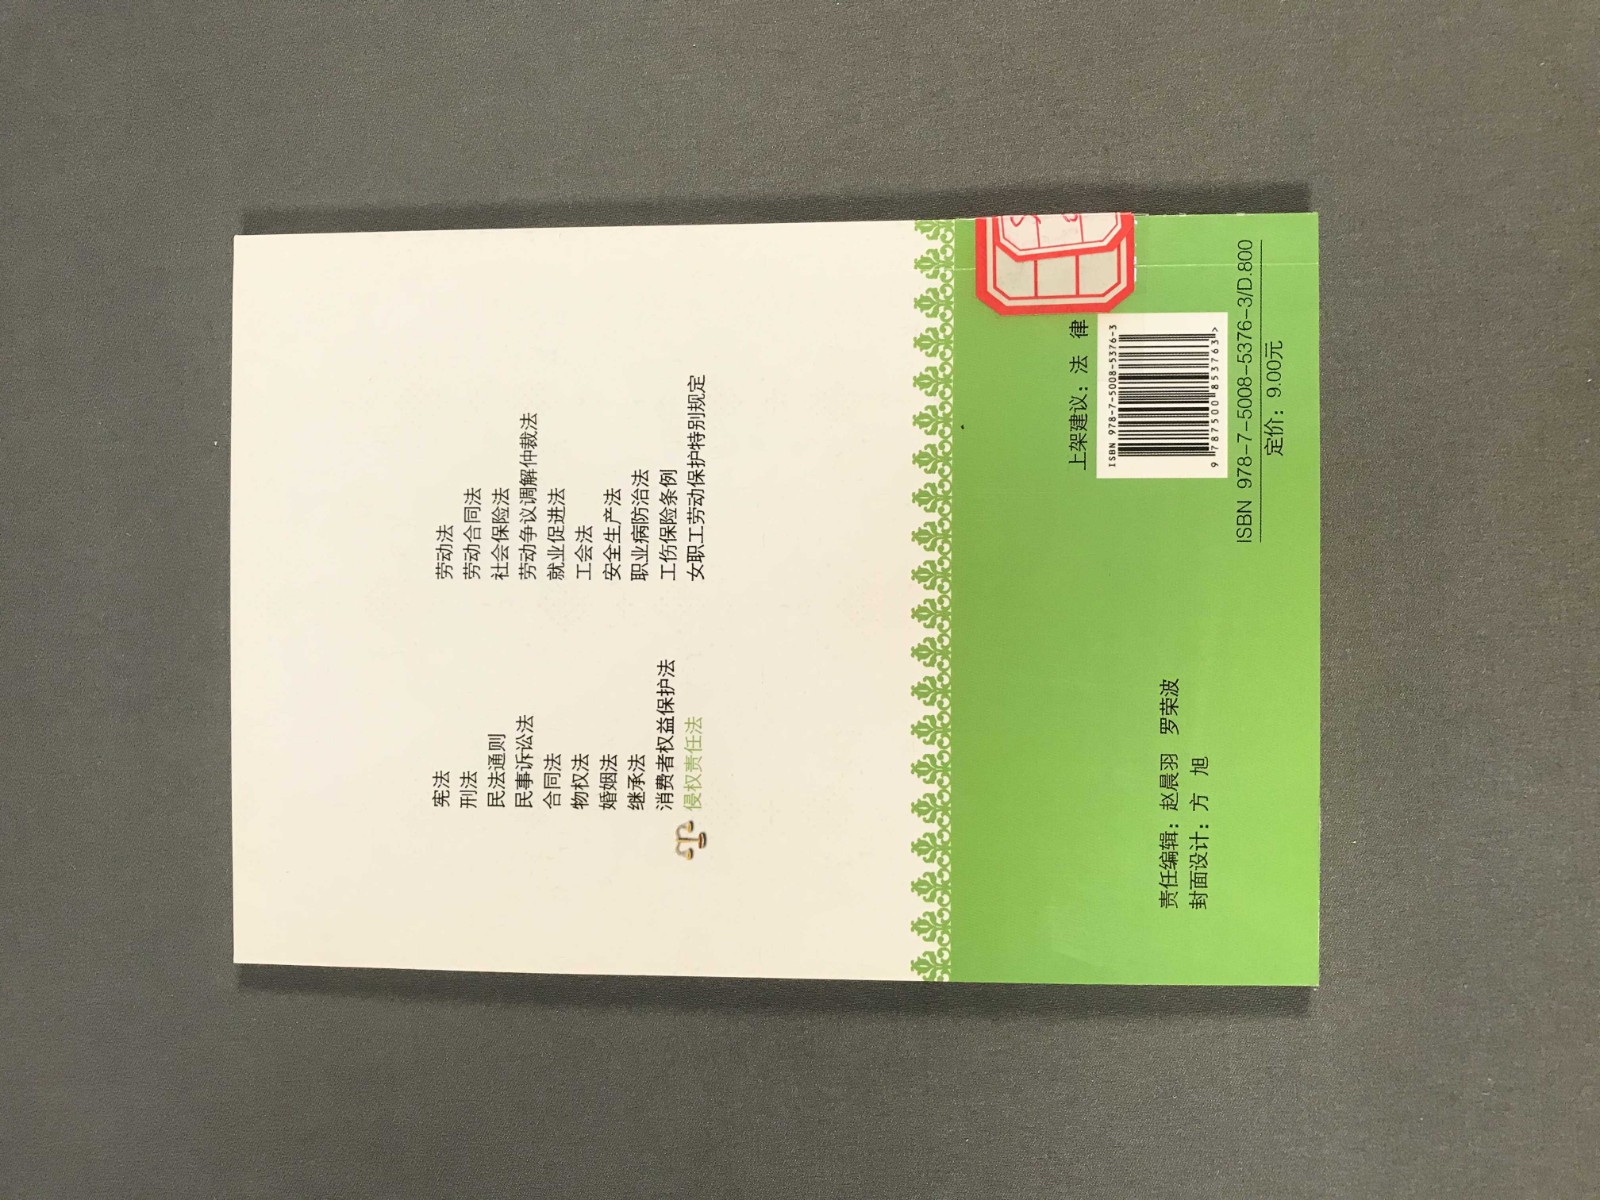 宪法
刑法
民法通则
民事诉讼法
合同法
物权法
婚姻法
继承法
消费者权益保护法
侵权责任法
劳动法
劳动合同法
社会保险法
劳动争议调解仲裁法
就业促进法
工会法
安全生产法
职业病防治法
工伤保险条例
女职工劳动保护特别规定
责任编辑：赵晨羽 罗荣波
封面设计：方 旭
上架建议：法 律
ISBN 978-7-5008-5376-3
9 787500 853763>
ISBN 978-7-5008-5376-3/D.800
定价：9.00元